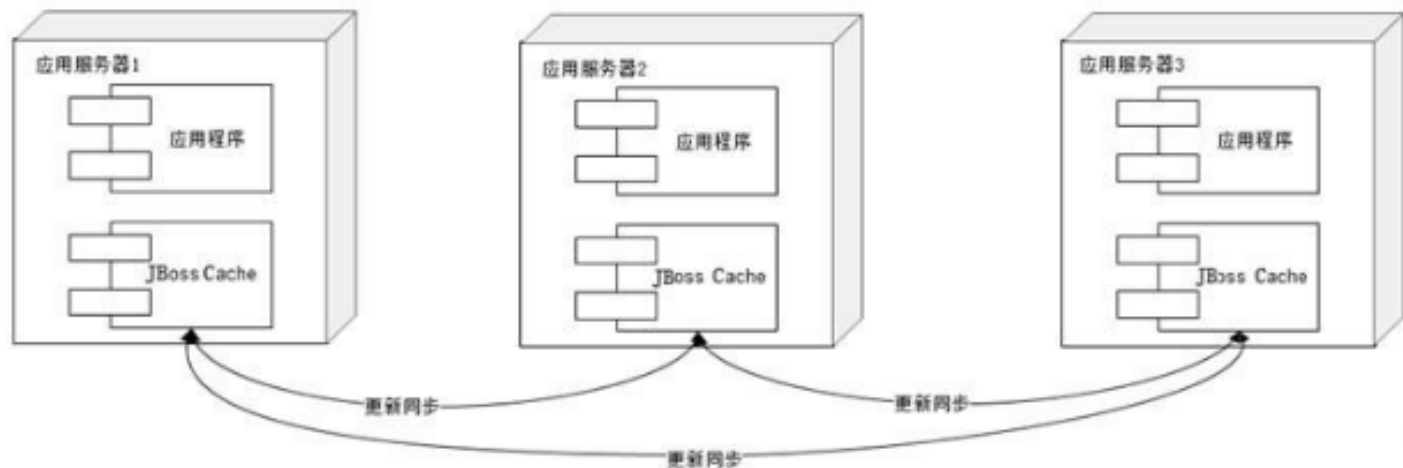 应用服务器1
应用程序
JBoss Cache
应用服务器2
应用程序
JBoss Cache
应用服务器3
应用程序
JBoss Cache
更新同步
更新同步
更新同步